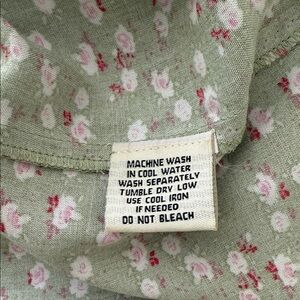 MACHINE WASH
IN COOL WATER
WASH SEPARATELY
TUMBLE DRY LOW
USE COOL IRON
IF NEEDED
DO NOT BLEACH